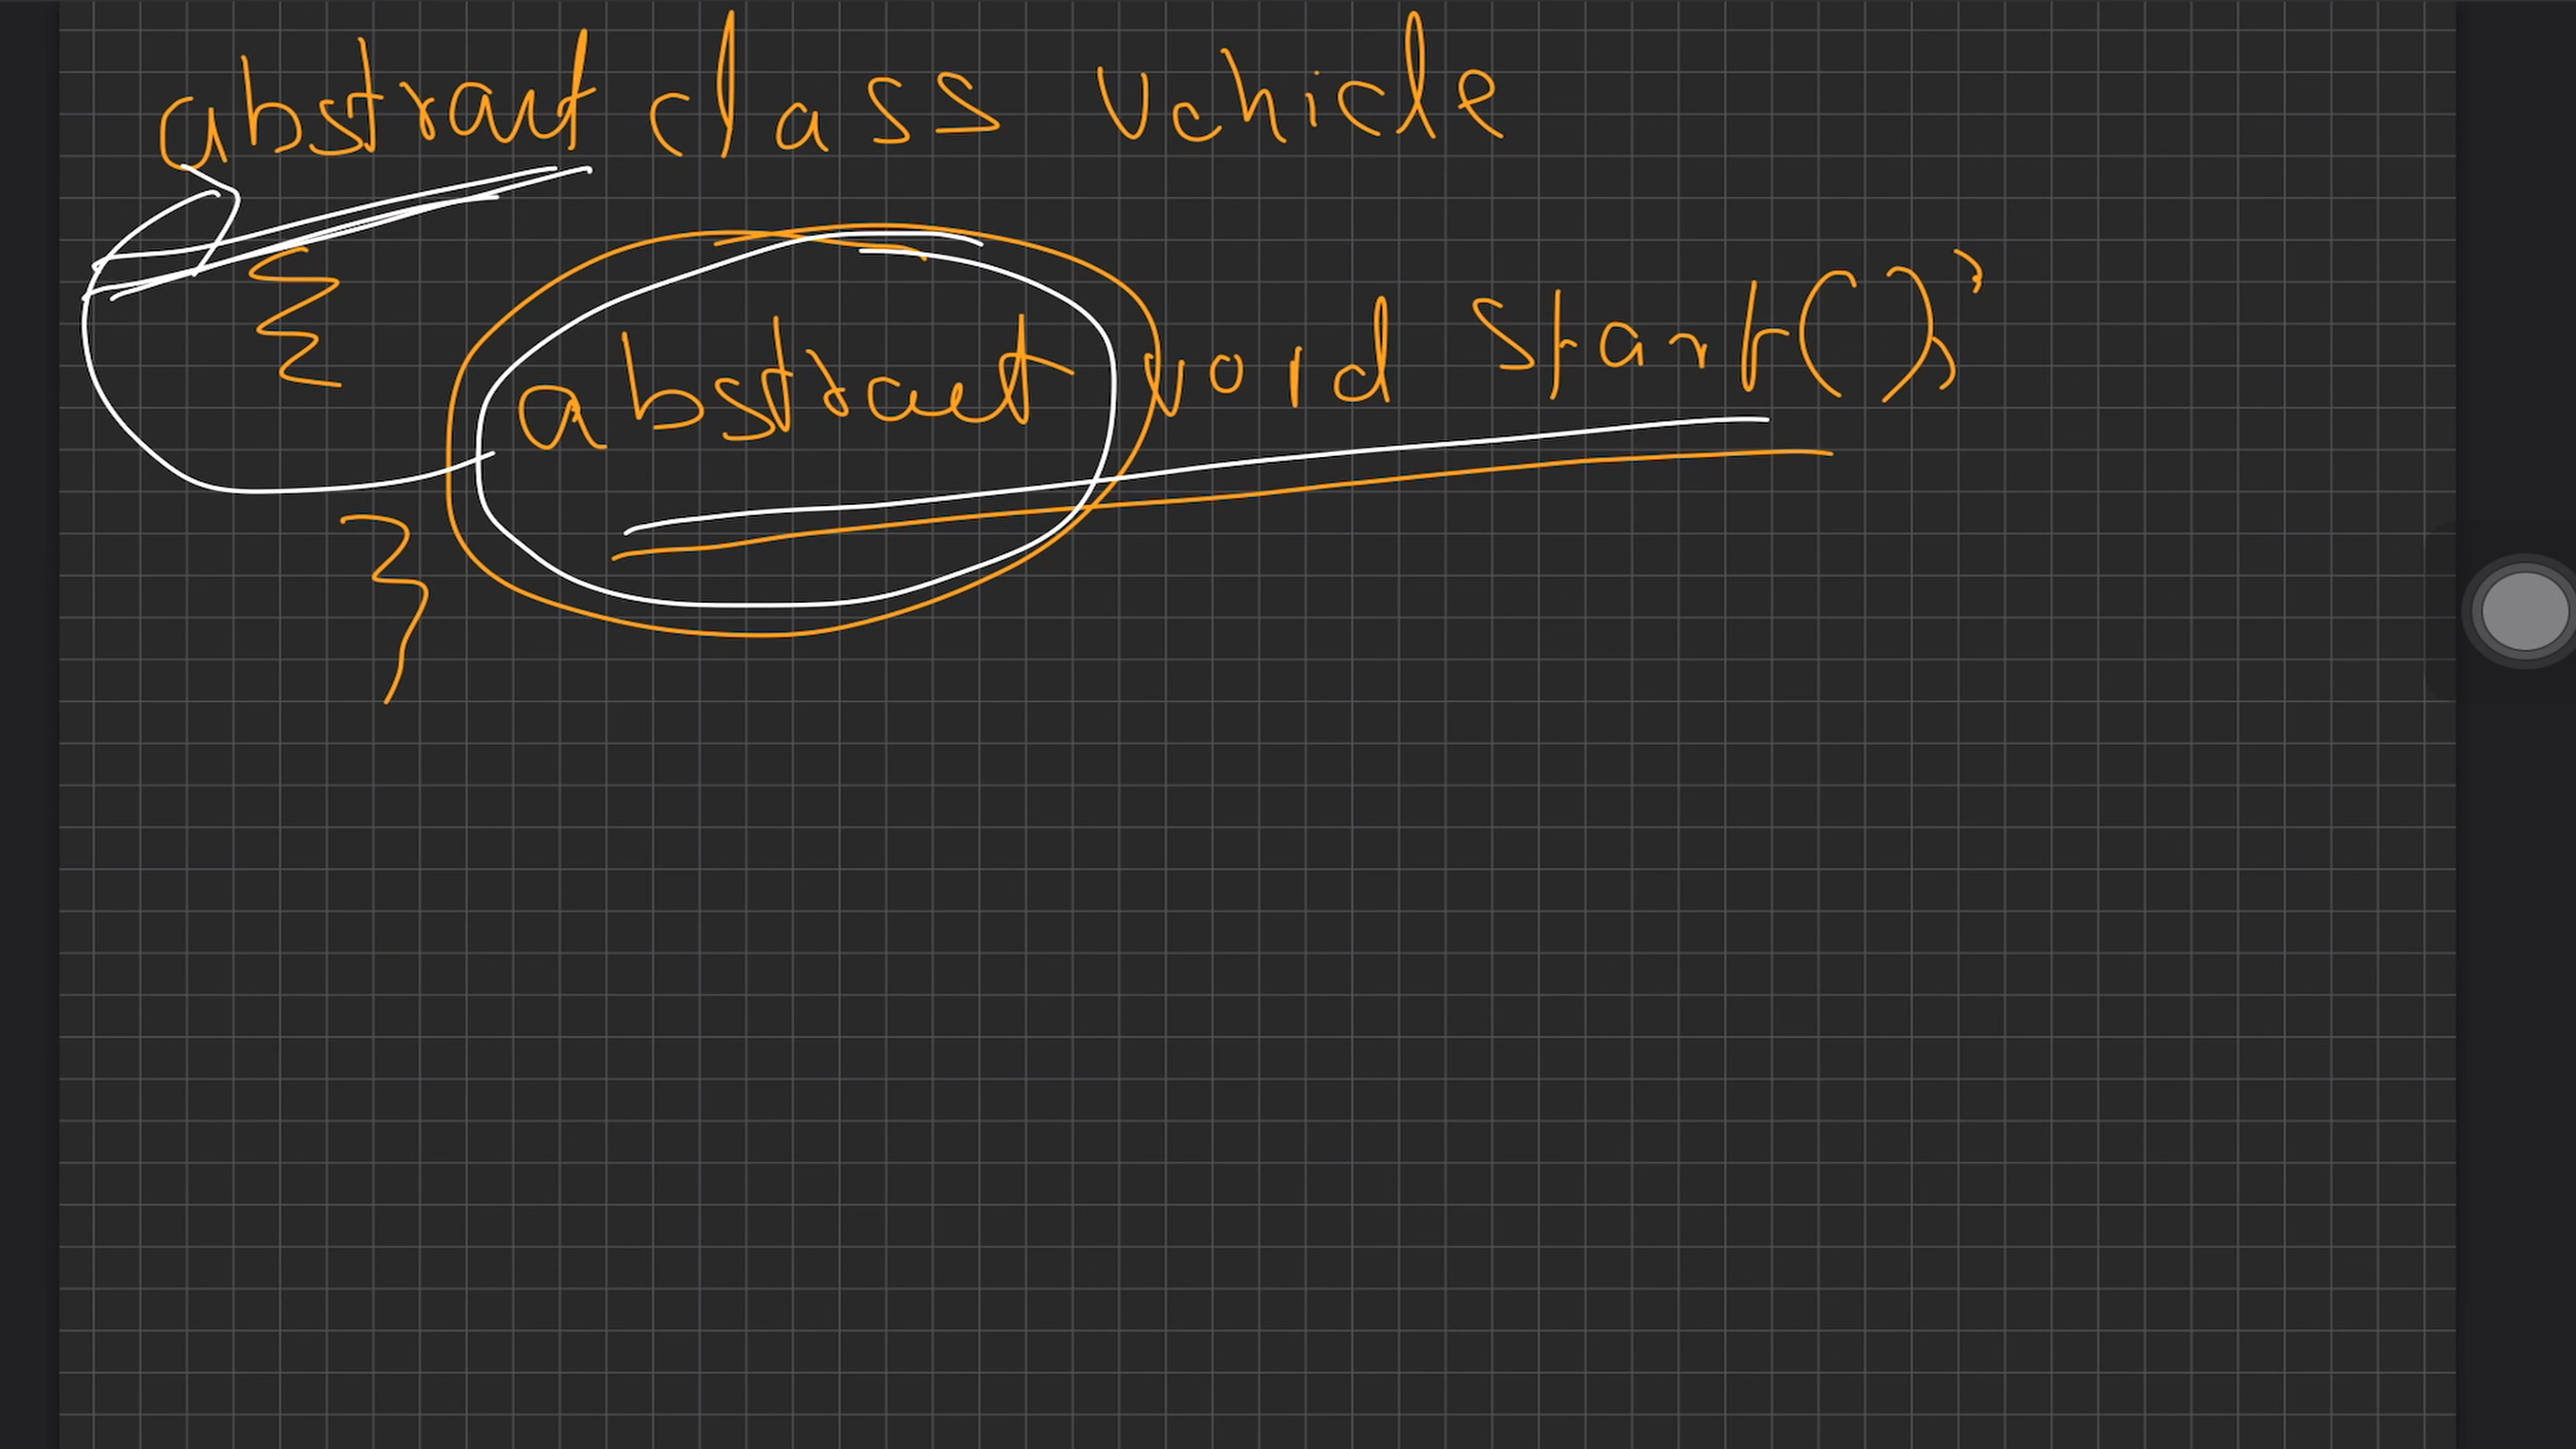 abstract class Vehicle
{
abstract void start();
}